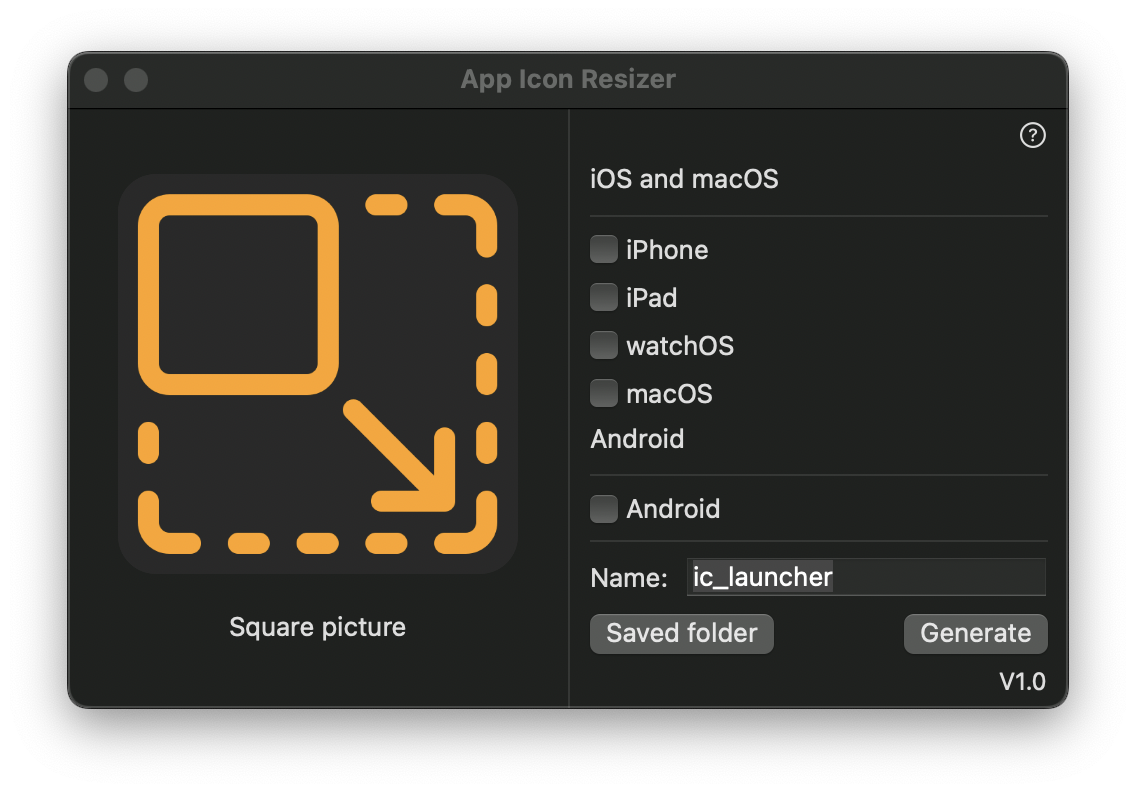 App Icon Resizer
?
iOS and macOS
iPhone
iPad
watchOS
macOS
Android
Android
Name: ic_launcher
Square picture
Saved folder
Generate
V1.0